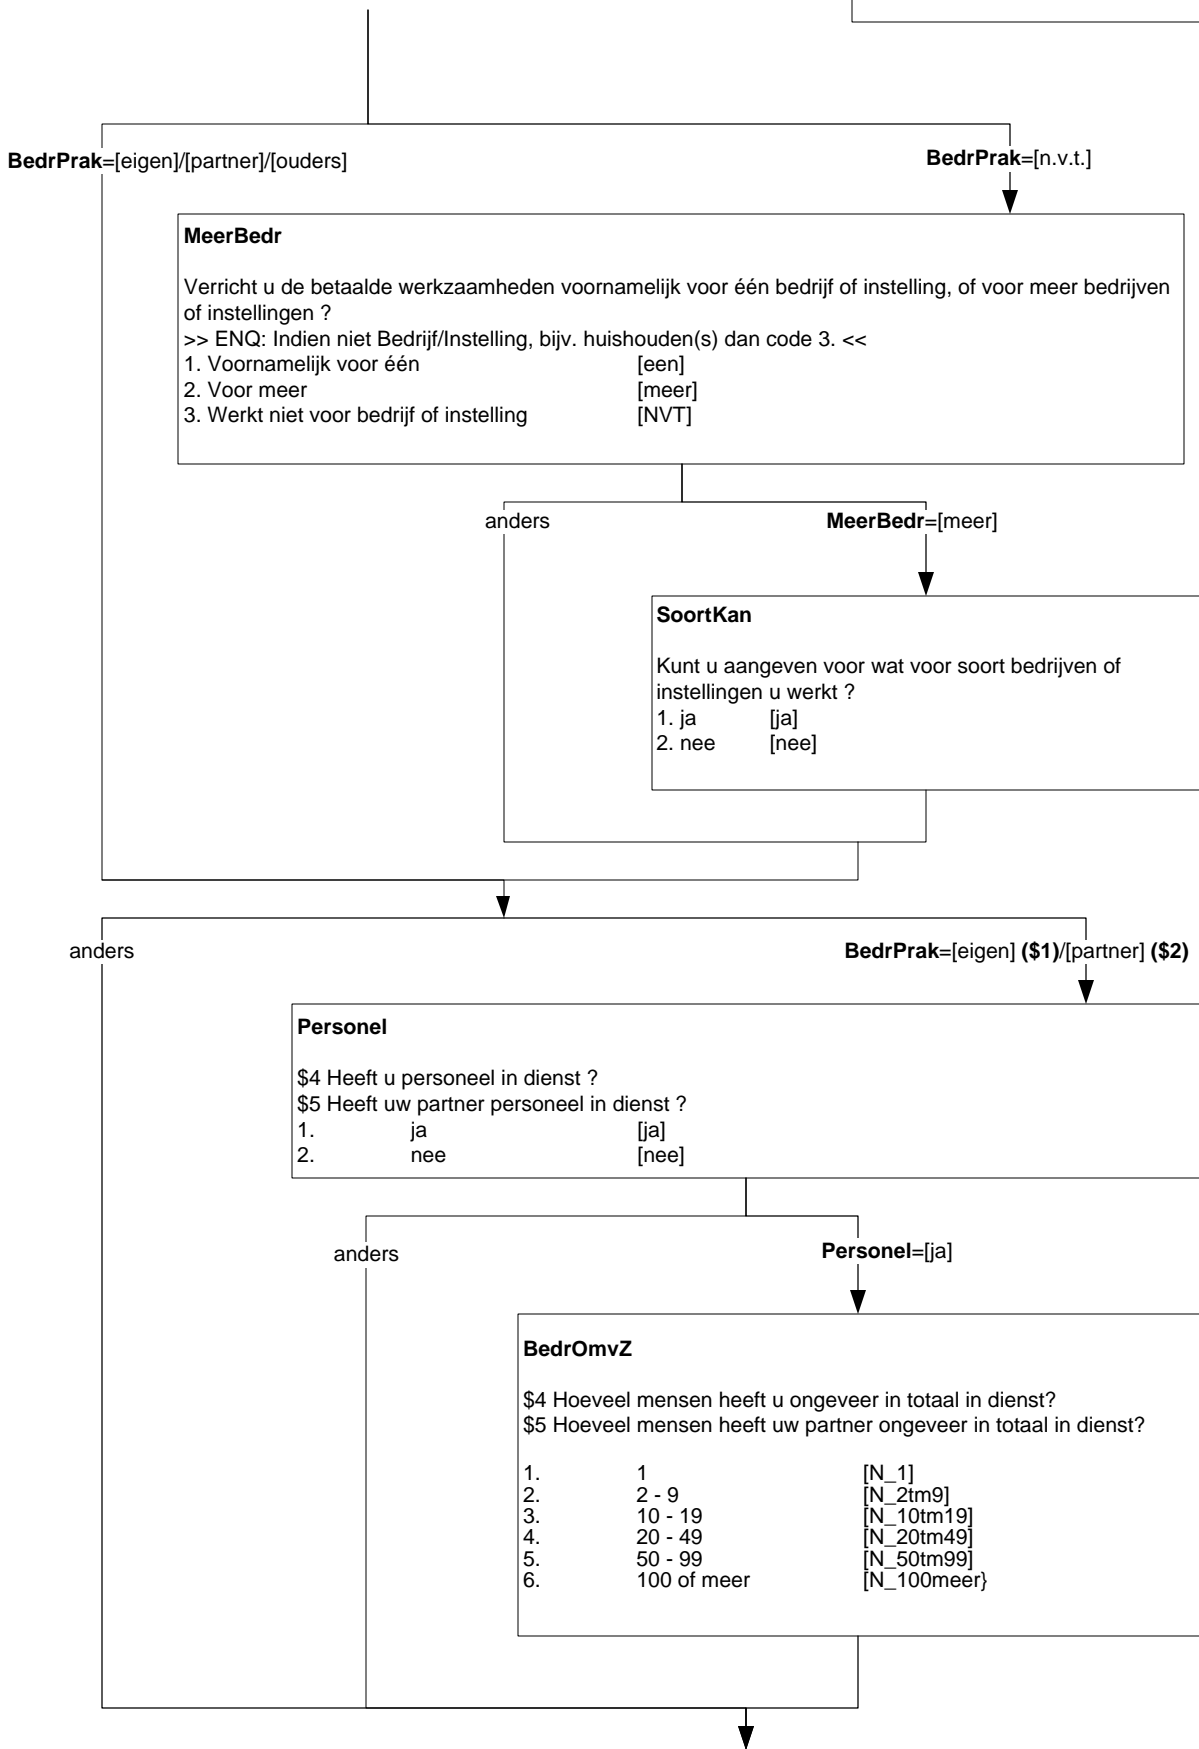 BedrPrak=[eigen]/[partner]/[ouders]
BedrPrak=[n.v.t.]
MeerBedr
Verricht u de betaalde werkzaamheden voornamelijk voor één bedrijf of instelling, of voor meer bedrijven
of instellingen ?
>> ENQ: Indien niet Bedrijf/Instelling, bijv. huishouden(s) dan code 3. <<
1. Voornamelijk voor één [een]
2. Voor meer [meer]
3. Werkt niet voor bedrijf of instelling [NVT]
anders
MeerBedr=[meer]
SoortKan
Kunt u aangeven voor wat voor soort bedrijven of
instellingen u werkt ?
1. ja [ja]
2. nee [nee]
anders
BedrPrak=[eigen] ($1)/[partner] ($2)
Personel
$4 Heeft u personeel in dienst ?
$5 Heeft uw partner personeel in dienst ?
1. ja [ja]
2. nee [nee]
anders
Personel=[ja]
BedrOmvZ
$4 Hoeveel mensen heeft u ongeveer in totaal in dienst?
$5 Hoeveel mensen heeft uw partner ongeveer in totaal in dienst?
1. 1 [N_1]
2. 2 - 9 [N_2tm9]
3. 10 - 19 [N_10tm19]
4. 20 - 49 [N_20tm49]
5. 50 - 99 [N_50tm99]
6. 100 of meer [N_100meer}